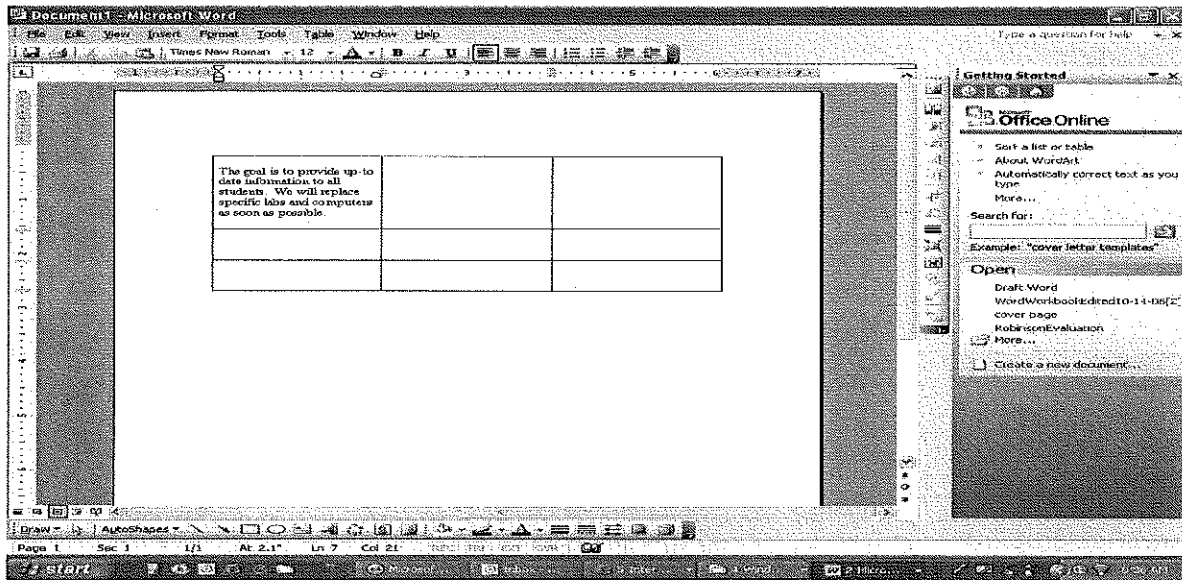 Document1 - Microsoft Word
File Edit View Insert Format Tools Table Window Help
Type a question for help
Times New Roman 12 A B I U
Getting Started
Microsoft
Office Online
Sort a list or table
About WordArt
Automatically correct text as you
type
More...
Search for:
Example: "cover letter templates"
Open
Draft.Word
cover page
RobinsonEvaluation
More...
Create a new document...
The goal is to provide up-to
date information to all
students. We will replace
specific labs and computers
as soon as possible.
Draw AutoShapes
Page 1 Sec 1 1/1 At 2.1" Ln 7 Col 21
start